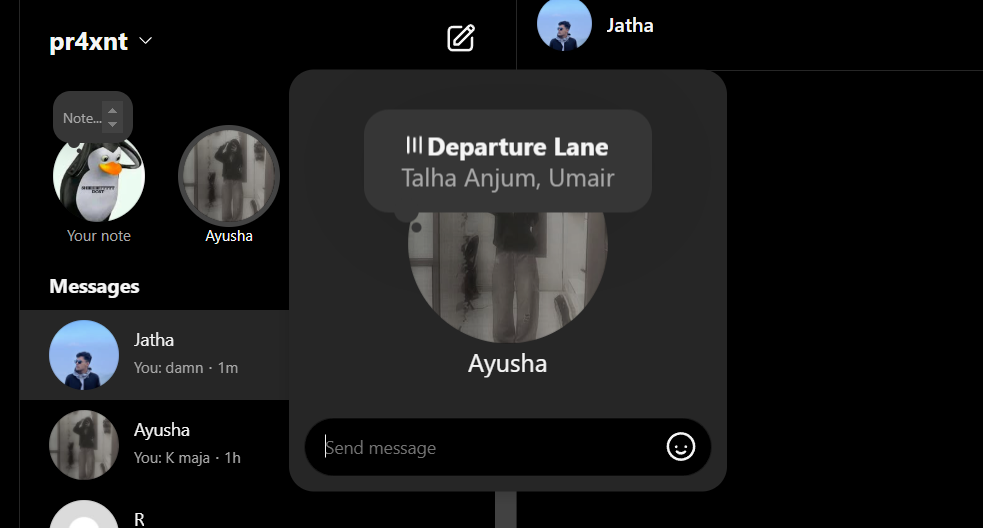 pr4xnt
Jatha
Note...
Departure Lane
Talha Anjum, Umair
Your note
Ayusha
Messages
Ayusha
Jatha
You: damn · 1m
Ayusha
You: K maja · 1h
Send message
R